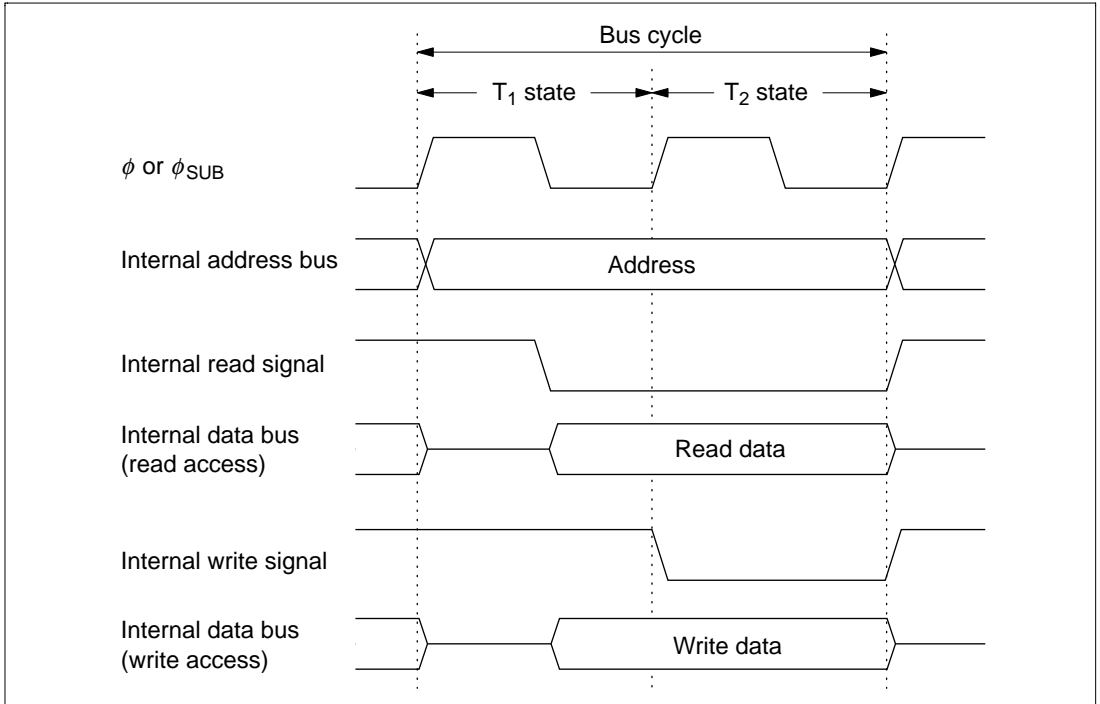 Bus cycle
T₁ state T₂ state
ϕ or ϕSUB
Internal address bus Address
Internal read signal
Internal data bus
(read access)
Read data
Internal write signal
Internal data bus
(write access)
Write data